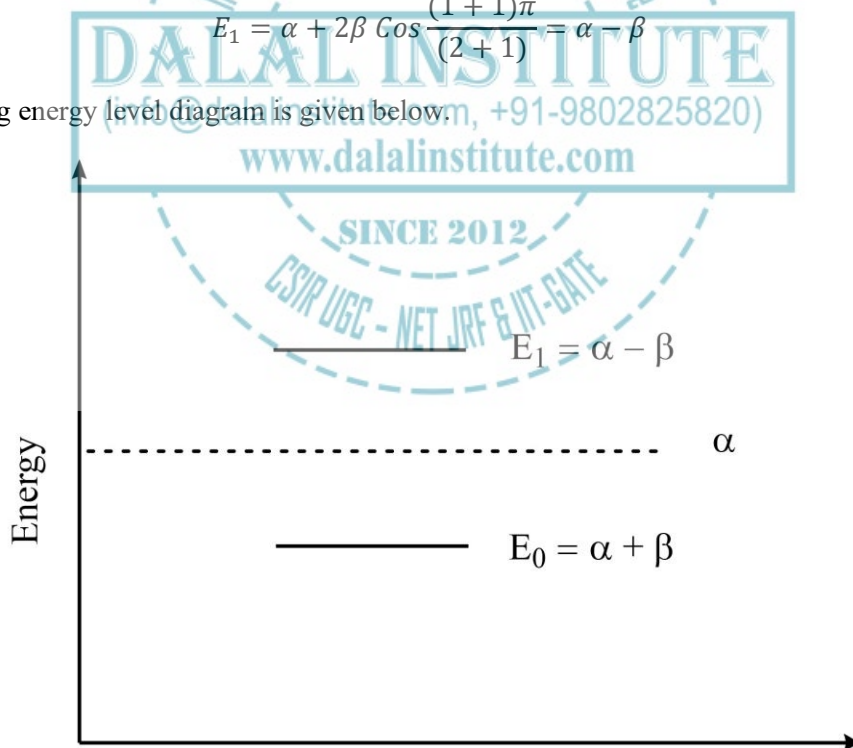 E₁ = α + 2β Cos (1 + 1)π / (2 + 1) = α − β
DALAL INSTITUTE
g energy level diagram is given below.
(info@dalalinstitute.com, +91-9802825820)
www.dalalinstitute.com
SINCE 2012
CSIR UGC - NET JRF & IIT-GATE
E₁ = α − β
α
Energy
E₀ = α + β